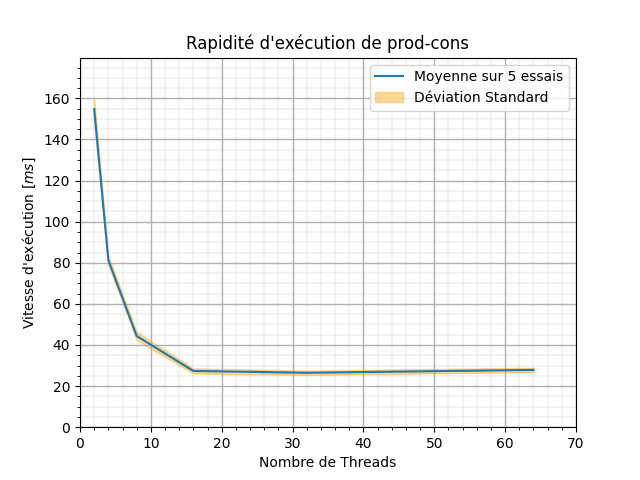 Rapidité d'exécution de prod-cons
Moyenne sur 5 essais
Déviation Standard
Vitesse d'exécution [ms]
160
140
120
100
80
60
40
20
0
0 10 20 30 40 50 60 70
Nombre de Threads